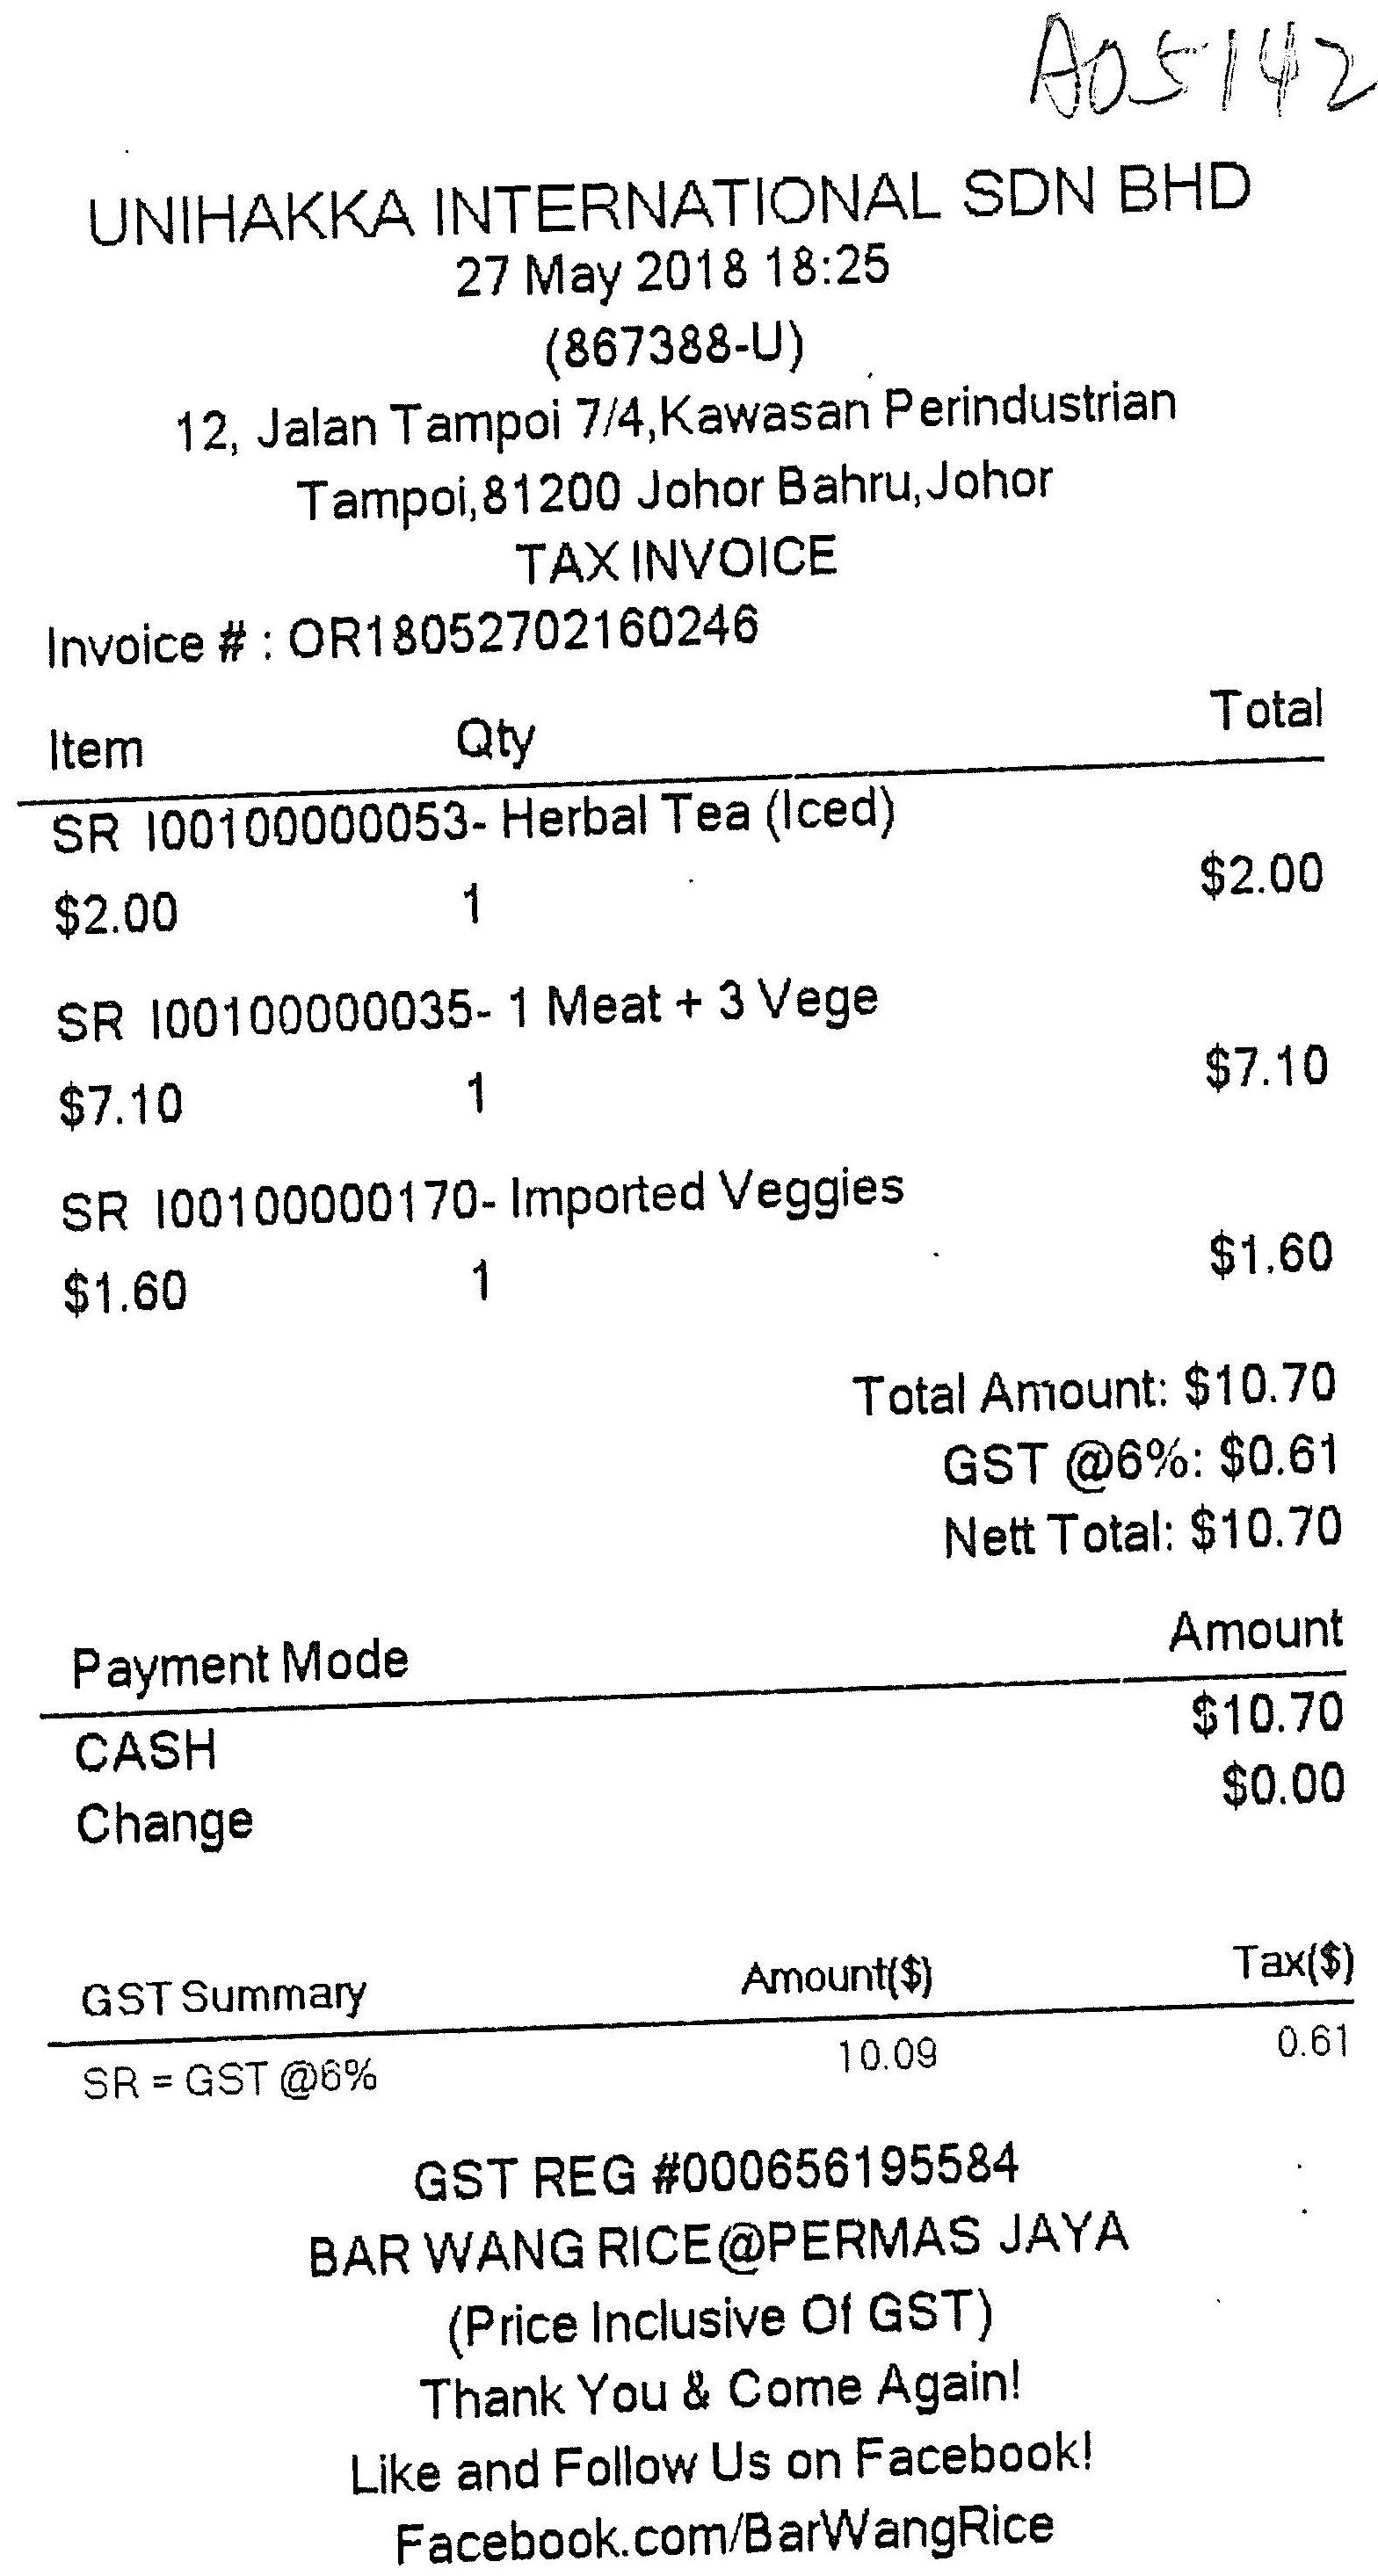 A05142
UNIHAKKA INTERNATIONAL SDN BHD
27 May 2018 18:25
(867388-U)
12, Jalan Tampoi 7/4,Kawasan Perindustrian
Tampoi,81200 Johor Bahru,Johor
TAX INVOICE
Invoice # : OR18052702160246
Item Qty Total
SR I00100000053- Herbal Tea (Iced)
$2.00 1 $2.00
SR I00100000035- 1 Meat + 3 Vege
$7.10 1 $7.10
SR I00100000170- Imported Veggies
$1.60 1 $1.60
Total Amount: $10.70
GST @6%: $0.61
Nett Total: $10.70
Payment Mode Amount
CASH $10.70
Change $0.00
GST Summary Amount($) Tax($)
SR = GST @6% 10.09 0.61
GST REG #000656195584
BAR WANG RICE@PERMAS JAYA
(Price Inclusive Of GST)
Thank You & Come Again!
Like and Follow Us on Facebook!
Facebook.com/BarWangRice